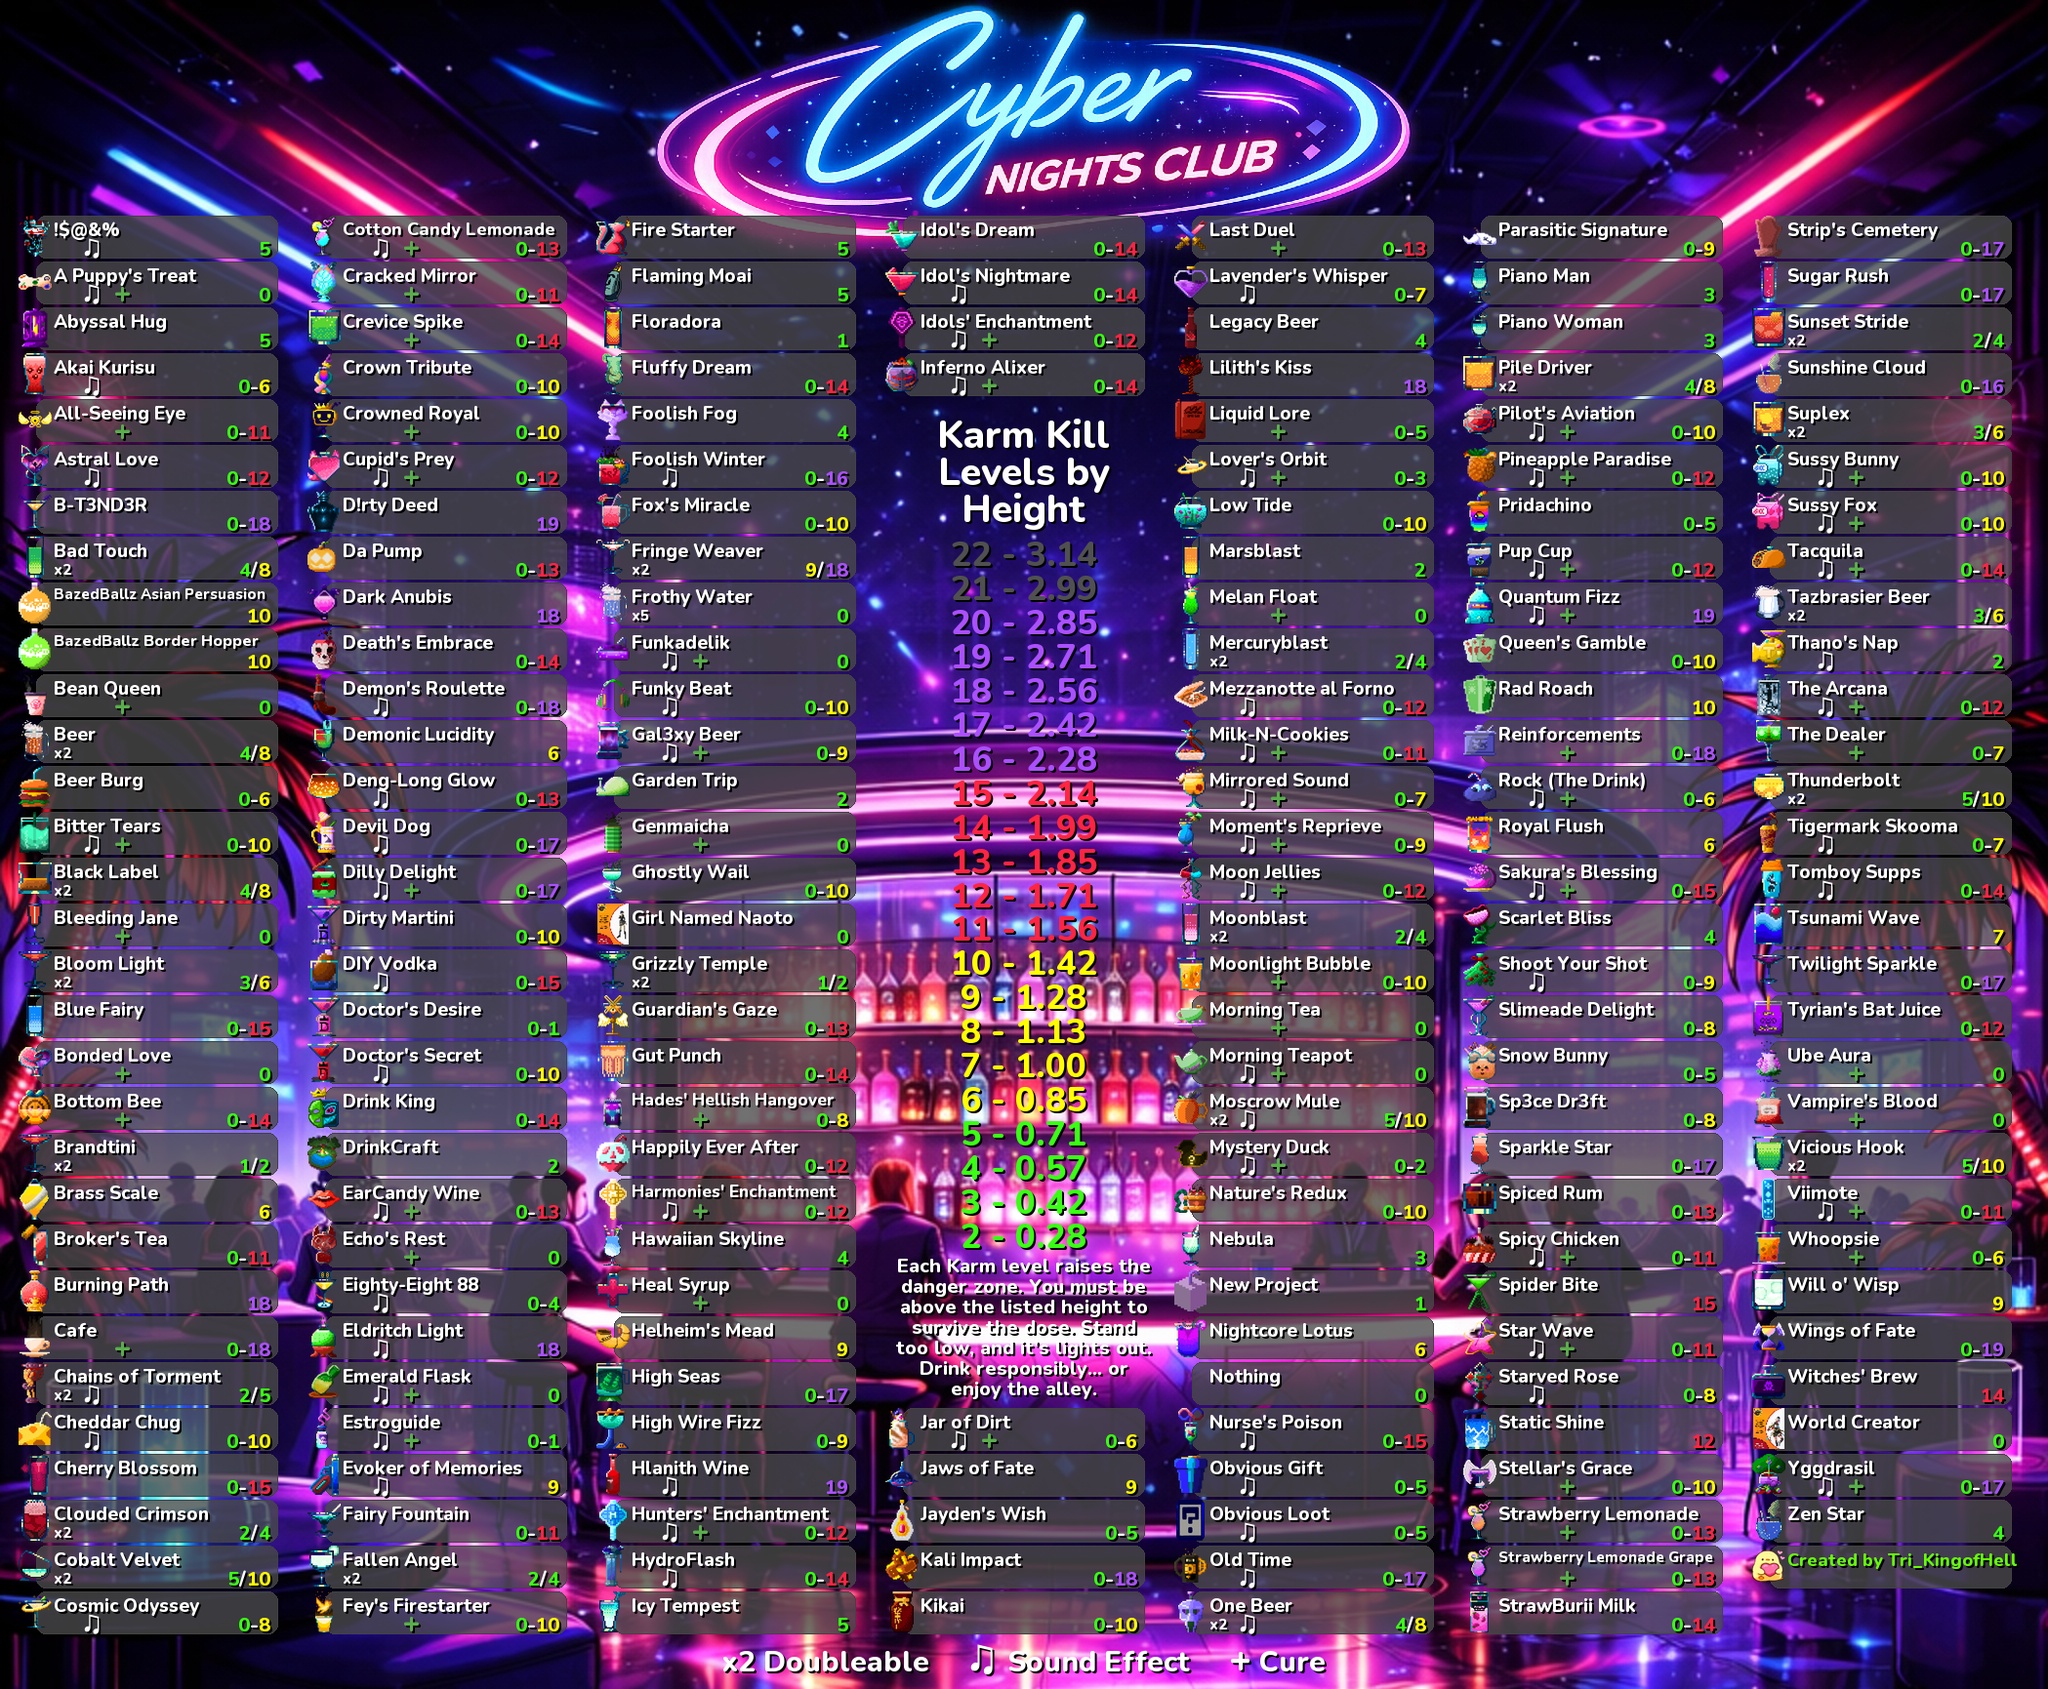 Cyber
NIGHTS CLUB
!$@&%
♫ 5
A Puppy's Treat
♫ + 0
Abyssal Hug
5
Akai Kurisu
♫ 0-6
All-Seeing Eye
+ 0-11
Astral Love
♫ 0-12
B-T3ND3R
0-18
Bad Touch
x2 4/8
BazedBallz Asian Persuasion
10
BazedBallz Border Hopper
10
Bean Queen
+ 0
Beer
x2 4/8
Beer Burg
0-6
Bitter Tears
♫ + 0-10
Black Label
x2 4/8
Bleeding Jane
+ 0
Bloom Light
x2 3/6
Blue Fairy
0-15
Bonded Love
+ 0
Bottom Bee
+ 0-14
Brandtini
x2 1/2
Brass Scale
6
Broker's Tea
0-11
Burning Path
18
Cafe
+ 0-18
Chains of Torment
x2 ♫ 2/5
Cheddar Chug
♫ 0-10
Cherry Blossom
0-15
Clouded Crimson
x2 2/4
Cobalt Velvet
x2 5/10
Cosmic Odyssey
♫ 0-8
Cotton Candy Lemonade
♫ + 0-13
Cracked Mirror
+ 0-11
Crevice Spike
+ 0-14
Crown Tribute
0-10
Crowned Royal
0-10
Cupid's Prey
♫ + 0-12
D!rty Deed
19
Da Pump
0-13
Dark Anubis
18
Death's Embrace
0-14
Demon's Roulette
♫ 0-18
Demonic Lucidity
6
Deng-Long Glow
♫ 0-13
Devil Dog
♫ 0-17
Dilly Delight
♫ + 0-17
Dirty Martini
0-10
DIY Vodka
♫ 0-15
Doctor's Desire
0-1
Doctor's Secret
♫ 0-10
Drink King
0-14
DrinkCraft
2
EarCandy Wine
♫ + 0-13
Echo's Rest
+ 0
Eighty-Eight 88
♫ 0-4
Eldritch Light
♫ 18
Emerald Flask
♫ + 0
Estroguide
♫ + 0-1
Evoker of Memories
♫ 9
Fairy Fountain
0-11
Fallen Angel
x2 2/4
Fey's Firestarter
+ 0-10
Fire Starter
5
Flaming Moai
5
Floradora
1
Fluffy Dream
0-14
Foolish Fog
4
Foolish Winter
♫ 0-16
Fox's Miracle
0-10
Fringe Weaver
x2 9/18
Frothy Water
x5 0
Funkadelik
♫ + 0
Funky Beat
♫ 0-10
Gal3xy Beer
♫ + 0-9
Garden Trip
2
Genmaicha
+ 0
Ghostly Wail
0-10
Girl Named Naoto
0
Grizzly Temple
x2 1/2
Guardian's Gaze
0-13
Gut Punch
0-14
Hades' Hellish Hangover
+ 0-8
Happily Ever After
0-12
Harmonies' Enchantment
♫ + 0-12
Hawaiian Skyline
4
Heal Syrup
+ 0
Helheim's Mead
9
High Seas
0-17
High Wire Fizz
0-9
Hlanith Wine
19
Hunters' Enchantment
♫ + 0-12
HydroFlash
♫ 0-14
Icy Tempest
5
Idol's Dream
0-14
Idol's Nightmare
♫ 0-14
Idols' Enchantment
♫ + 0-12
Inferno Alixer
♫ + 0-14
Karm Kill
Levels by
Height
22 - 3.14
21 - 2.99
20 - 2.85
19 - 2.71
18 - 2.56
17 - 2.42
16 - 2.28
15 - 2.14
14 - 1.99
13 - 1.85
12 - 1.71
11 - 1.56
10 - 1.42
9 - 1.28
8 - 1.13
7 - 1.00
6 - 0.85
5 - 0.71
4 - 0.57
3 - 0.42
2 - 0.28
Each Karm level raises the
danger zone. You must be
above the listed height to
survive the dose. Stand
too low, and it's lights out.
Drink responsibly... or
enjoy the alley.
Jar of Dirt
♫ + 0-6
Jaws of Fate
9
Jayden's Wish
0-5
Kali Impact
0-18
Kikai
0-10
Last Duel
+ 0-13
Lavender's Whisper
♫ 0-7
Legacy Beer
4
Lilith's Kiss
18
Liquid Lore
+ 0-5
Lover's Orbit
♫ + 0-3
Low Tide
0-10
Marsblast
2
Melan Float
+ 0
Mercuryblast
x2 2/4
Mezzanotte al Forno
♫ 0-12
Milk-N-Cookies
♫ + 0-11
Mirrored Sound
♫ + 0-7
Moment's Reprieve
♫ + 0-9
Moon Jellies
♫ + 0-12
Moonblast
x2 2/4
Moonlight Bubble
+ 0-10
Morning Tea
+ 0
Morning Teapot
♫ + 0
Moscrow Mule
x2 ♫ 5/10
Mystery Duck
♫ + 0-2
Nature's Redux
0-10
Nebula
3
New Project
1
Nightcore Lotus
6
Nothing
0
Nurse's Poison
♫ 0-15
Obvious Gift
♫ 0-5
Obvious Loot
♫ 0-5
Old Time
♫ 0-17
One Beer
x2 ♫ 4/8
Parasitic Signature
0-9
Piano Man
3
Piano Woman
3
Pile Driver
x2 4/8
Pilot's Aviation
♫ + 0-10
Pineapple Paradise
♫ + 0-12
Pridachino
0-5
Pup Cup
♫ + 0-12
Quantum Fizz
♫ + 19
Queen's Gamble
0-10
Rad Roach
10
Reinforcements
+ 0-18
Rock (The Drink)
♫ + 0-6
Royal Flush
6
Sakura's Blessing
♫ + 0-15
Scarlet Bliss
4
Shoot Your Shot
♫ 0-9
Slimeade Delight
0-8
Snow Bunny
0-5
Sp3ce Dr3ft
0-8
Sparkle Star
0-17
Spiced Rum
0-13
Spicy Chicken
♫ + 0-11
Spider Bite
15
Star Wave
♫ + 0-11
Starved Rose
♫ 0-8
Static Shine
12
Stellar's Grace
+ 0-10
Strawberry Lemonade
+ 0-13
Strawberry Lemonade Grape
+ 0-13
StrawBurii Milk
0-14
Strip's Cemetery
0-17
Sugar Rush
0-17
Sunset Stride
x2 2/4
Sunshine Cloud
0-16
Suplex
x2 3/6
Sussy Bunny
♫ + 0-10
Sussy Fox
♫ + 0-10
Tacquila
♫ + 0-14
Tazbrasier Beer
x2 3/6
Thano's Nap
♫ 2
The Arcana
♫ + 0-12
The Dealer
+ 0-7
Thunderbolt
x2 5/10
Tigermark Skooma
♫ 0-7
Tomboy Supps
♫ 0-14
Tsunami Wave
7
Twilight Sparkle
0-17
Tyrian's Bat Juice
0-12
Ube Aura
+ 0
Vampire's Blood
+ 0
Vicious Hook
x2 5/10
Viimote
♫ + 0-11
Whoopsie
+ 0-6
Will o' Wisp
9
Wings of Fate
0-19
Witches' Brew
14
World Creator
0
Yggdrasil
♫ + 0-17
Zen Star
4
Created by Tri_KingofHell
x2 Doubleable ♫ Sound Effect + Cure